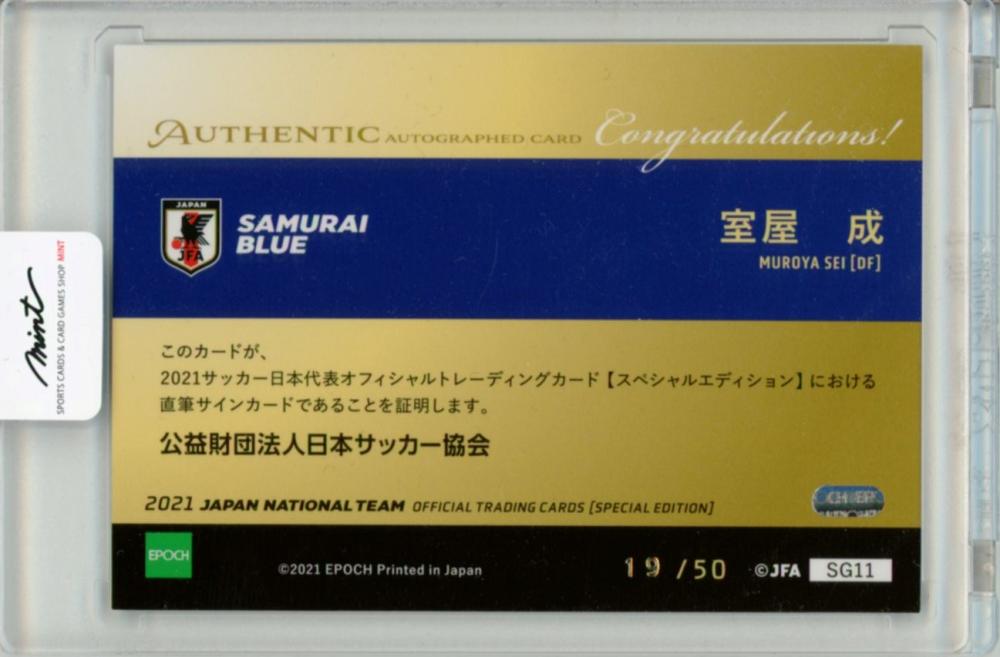 AUTHENTIC AUTOGRAPHED CARD Congratulations!
JAPAN
JFA
SAMURAI
BLUE
室屋 成
MUROYA SEI [DF]
mint
SPORTS CARDS & CARD GAMES SHOP MINT
このカードが、
2021サッカー日本代表オフィシャルトレーディングカード【スペシャルエディション】における
直筆サインカードであることを証明します。
公益財団法人日本サッカー協会
2021 JAPAN NATIONAL TEAM OFFICIAL TRADING CARDS [SPECIAL EDITION]
EPOCH
©2021 EPOCH Printed in Japan
19 /50
©JFA
SG11